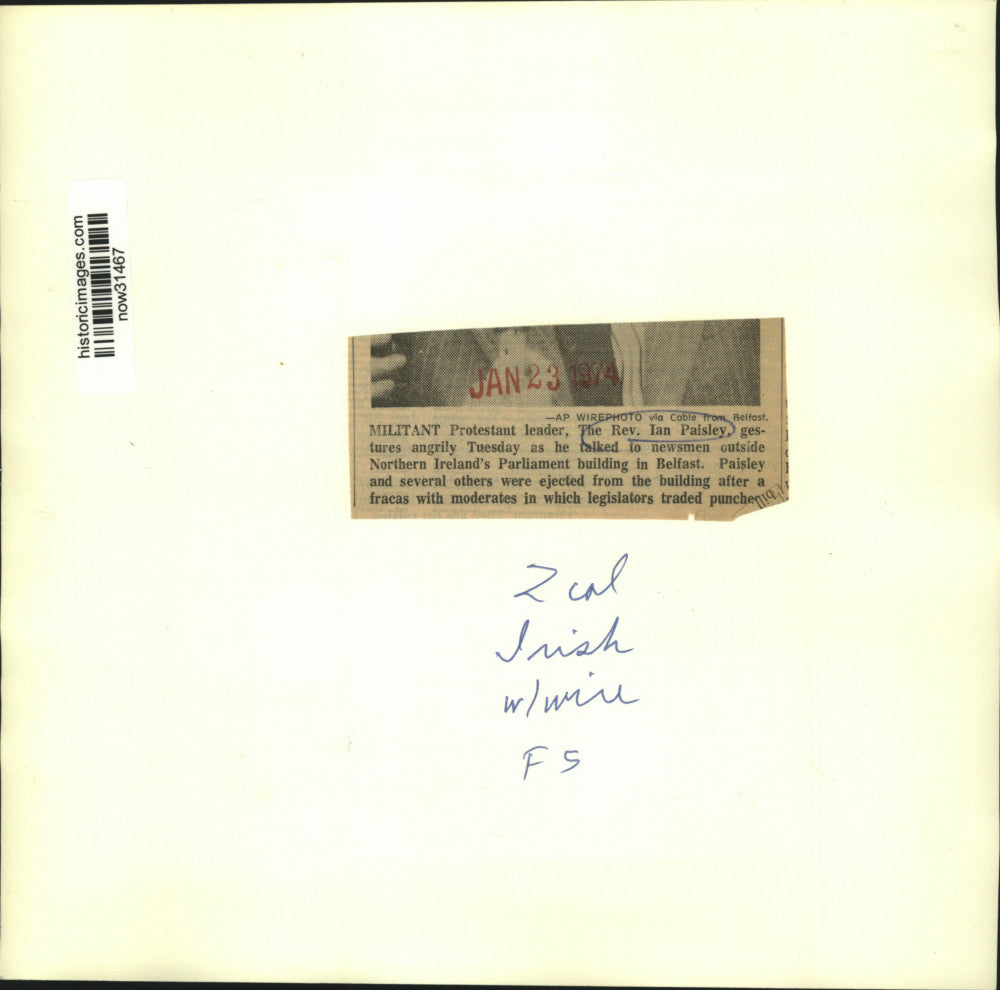 historicimages.com
now31467
JAN 23 1974
—AP WIREPHOTO via Cable from Belfast.
MILITANT Protestant leader, The Rev. Ian Paisley, ges-
tures angrily Tuesday as he talked to newsmen outside
Northern Ireland's Parliament building in Belfast. Paisley
and several others were ejected from the building after a
fracas with moderates in which legislators traded punches
2 col
Irish
w/wire
F 5